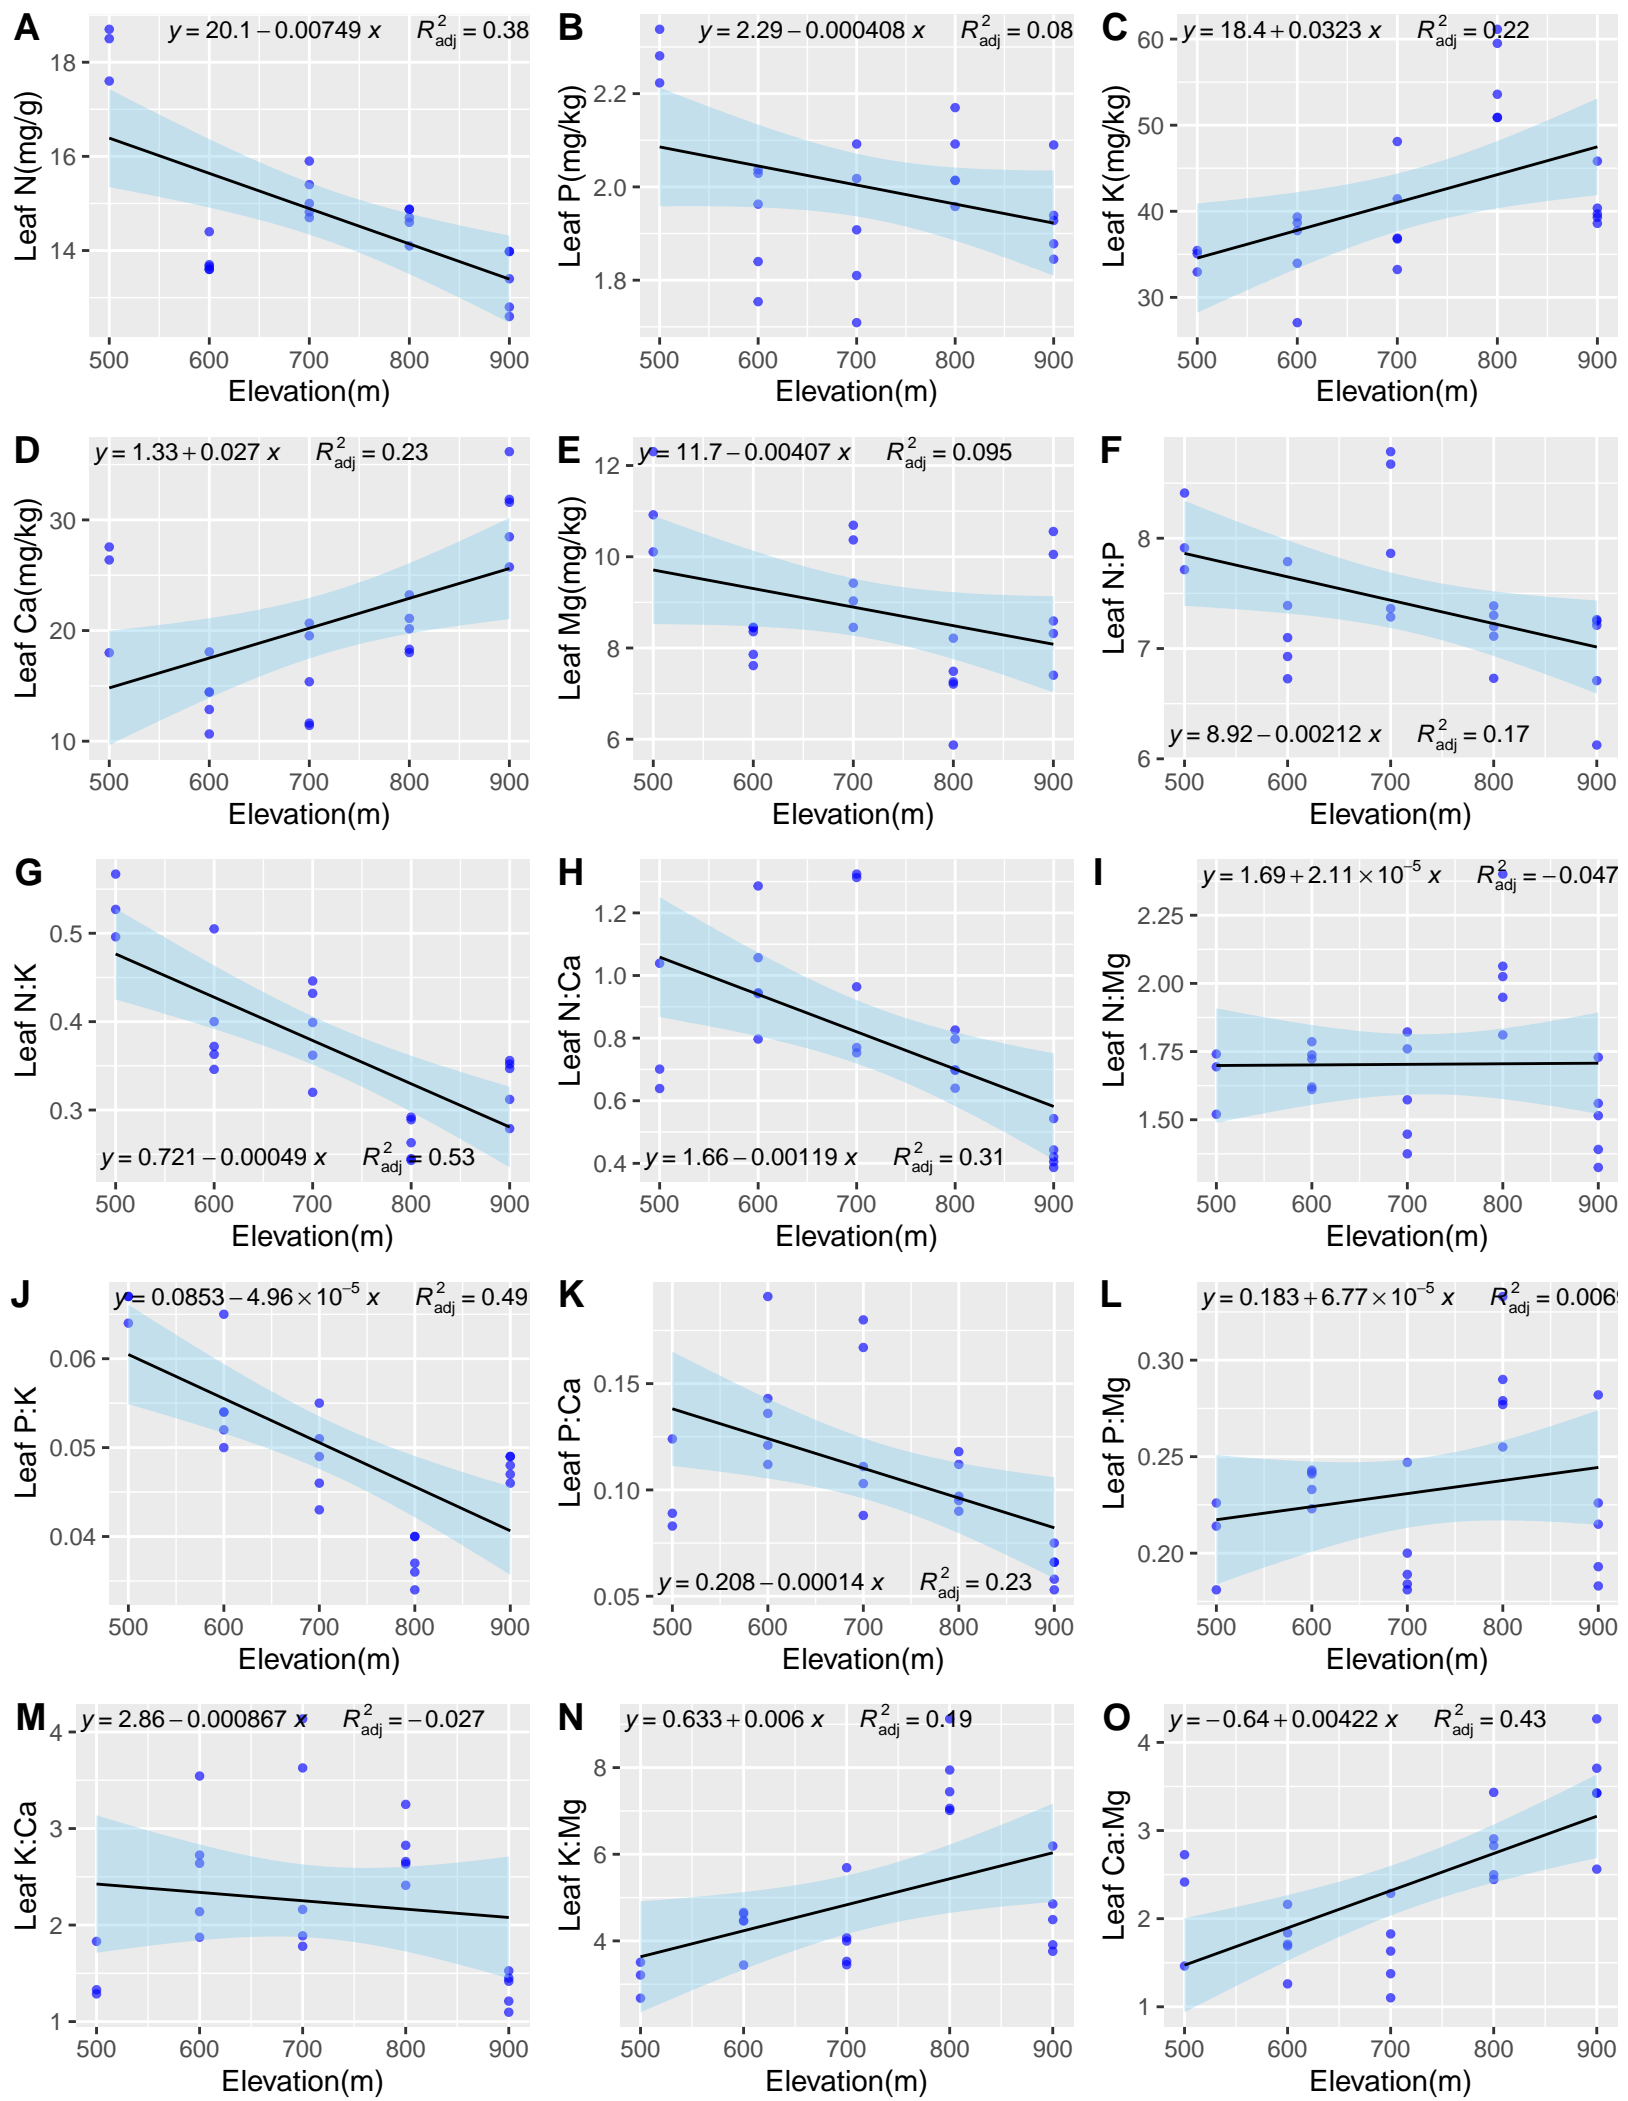 A y = 20.1 − 0.00749 x R²adj = 0.38
18
16
14
Leaf N(mg/g)
500 600 700 800 900
Elevation(m)
B y = 2.29 − 0.000408 x R²adj = 0.08
2.2
2.0
1.8
Leaf P(mg/kg)
500 600 700 800 900
Elevation(m)
C y = 18.4 + 0.0323 x R²adj = 0.22
60
50
40
30
Leaf K(mg/kg)
500 600 700 800 900
Elevation(m)
D y = 1.33 + 0.027 x R²adj = 0.23
30
20
10
Leaf Ca(mg/kg)
500 600 700 800 900
Elevation(m)
E y = 11.7 − 0.00407 x R²adj = 0.095
12
10
8
6
Leaf Mg(mg/kg)
500 600 700 800 900
Elevation(m)
F
8
7
6
Leaf N:P
y = 8.92 − 0.00212 x R²adj = 0.17
500 600 700 800 900
Elevation(m)
G
0.5
0.4
0.3
Leaf N:K
y = 0.721 − 0.00049 x R²adj = 0.53
500 600 700 800 900
Elevation(m)
H
1.2
1.0
0.8
0.6
0.4
Leaf N:Ca
y = 1.66 − 0.00119 x R²adj = 0.31
500 600 700 800 900
Elevation(m)
I y = 1.69 + 2.11 × 10⁻⁵ x R²adj = −0.047
2.25
2.00
1.75
1.50
Leaf N:Mg
500 600 700 800 900
Elevation(m)
J y = 0.0853 − 4.96 × 10⁻⁵ x R²adj = 0.49
0.06
0.05
0.04
Leaf P:K
500 600 700 800 900
Elevation(m)
K
0.15
0.10
0.05
Leaf P:Ca
y = 0.208 − 0.00014 x R²adj = 0.23
500 600 700 800 900
Elevation(m)
L y = 0.183 + 6.77 × 10⁻⁵ x R²adj = 0.006
0.30
0.25
0.20
Leaf P:Mg
500 600 700 800 900
Elevation(m)
M y = 2.86 − 0.000867 x R²adj = −0.027
4
3
2
1
Leaf K:Ca
500 600 700 800 900
Elevation(m)
N y = 0.633 + 0.006 x R²adj = 0.19
8
6
4
Leaf K:Mg
500 600 700 800 900
Elevation(m)
O y = −0.64 + 0.00422 x R²adj = 0.43
4
3
2
1
Leaf Ca:Mg
500 600 700 800 900
Elevation(m)